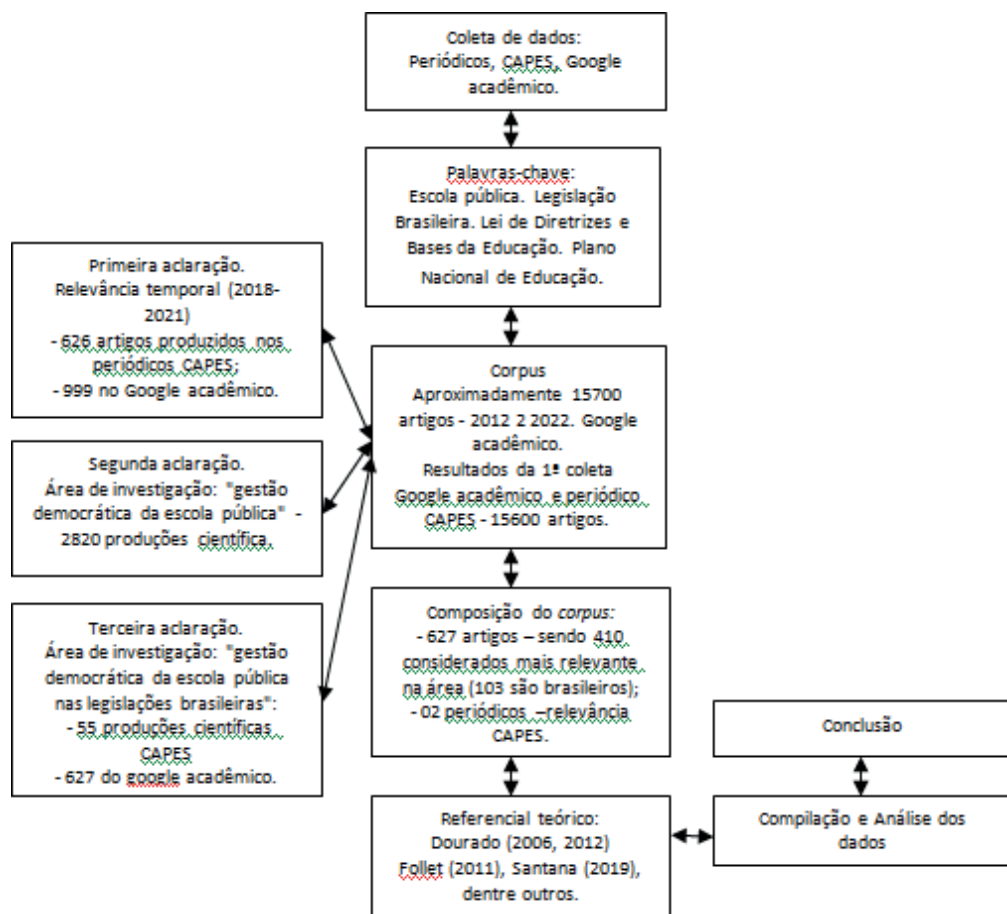 Coleta de dados:
Periódicos, CAPES, Google
acadêmico.
Palavras-chave:
Escola pública. Legislação
Brasileira. Lei de Diretrizes e
Bases da Educação. Plano
Nacional de Educação.
Primeira aclaração.
Relevância temporal (2018-
2021)
- 626 artigos produzidos nos
periódicos CAPES;
- 999 no Google acadêmico.
Segunda aclaração.
Área de investigação: "gestão
democrática da escola pública" -
2820 produções científica.
Terceira aclaração.
Área de investigação: "gestão
democrática da escola pública
nas legislações brasileiras":
- 55 produções científicas
CAPES
- 627 do google acadêmico.
Corpus
Aproximadamente 15700
artigos - 2012 2 2022. Google
acadêmico.
Resultados da 1ª coleta
Google acadêmico e periódico
CAPES - 15600 artigos.
Composição do corpus:
- 627 artigos – sendo 410
considerados mais relevante
na área (103 são brasileiros);
- 02 periódicos –relevância
CAPES.
Referencial teórico:
Dourado (2006, 2012)
Follet (2011), Santana (2019),
dentre outros.
Compilação e Análise dos
dados
Conclusão